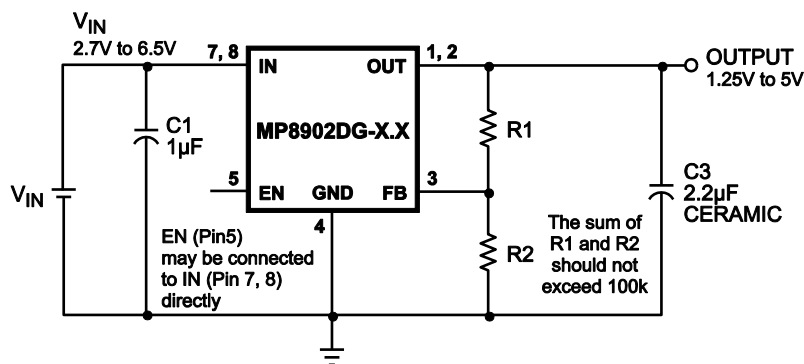 VIN
2.7V to 6.5V
7, 8
IN
OUT
1, 2
OUTPUT
1.25V to 5V
MP8902DG-X.X
C1
1µF
R1
VIN
5
EN
GND
FB
3
4
C3
2.2µF
CERAMIC
EN (Pin5)
may be connected
to IN (Pin 7, 8)
directly
R2
The sum of
R1 and R2
should not
exceed 100k